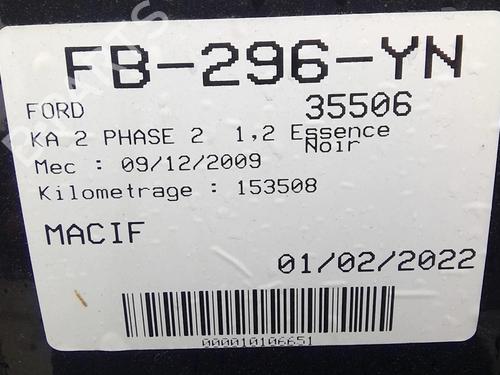 FB-296-YN
FORD 35506
KA 2 PHASE 2 1,2 Essence
Noir
Mec : 09/12/2009
Kilometrage : 153508
MACIF
01/02/2022
000010106651